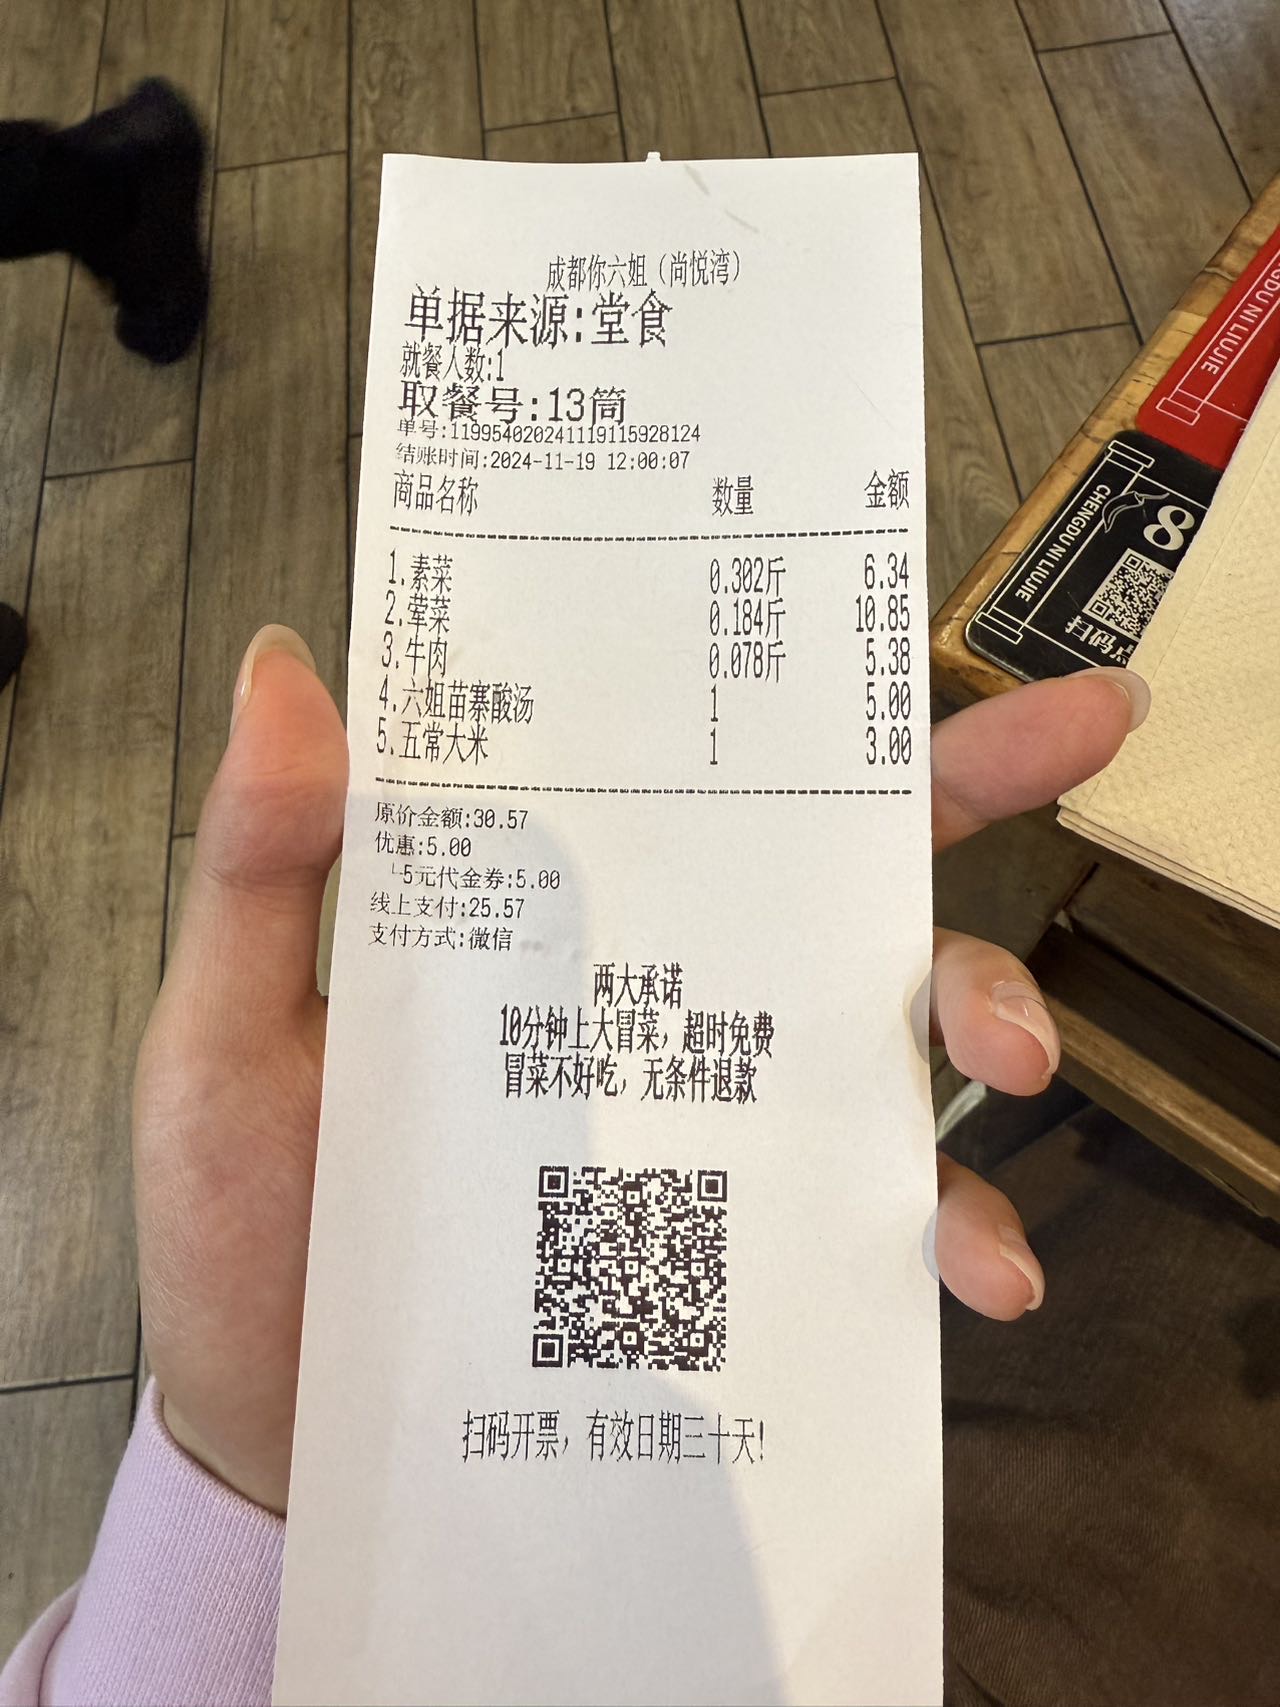 成都你六姐（尚悦湾）
单据来源:堂食
就餐人数:1
取餐号:13筒
单号:119954020241119115928124
结账时间:2024-11-19 12:00:07
商品名称 数量 金额
1.素菜 0.302斤 6.34
2.荤菜 0.184斤 10.85
3.牛肉 0.078斤 5.38
4.六姐苗寨酸汤 1 5.00
5.五常大米 1 3.00
原价金额:30.57
优惠:5.00
└5元代金券:5.00
线上支付:25.57
支付方式:微信
两大承诺
10分钟上大冒菜，超时免费
冒菜不好吃，无条件退款
扫码开票，有效日期三十天!
NI LIUJIE
CHENGDU NI LIUJIE
8